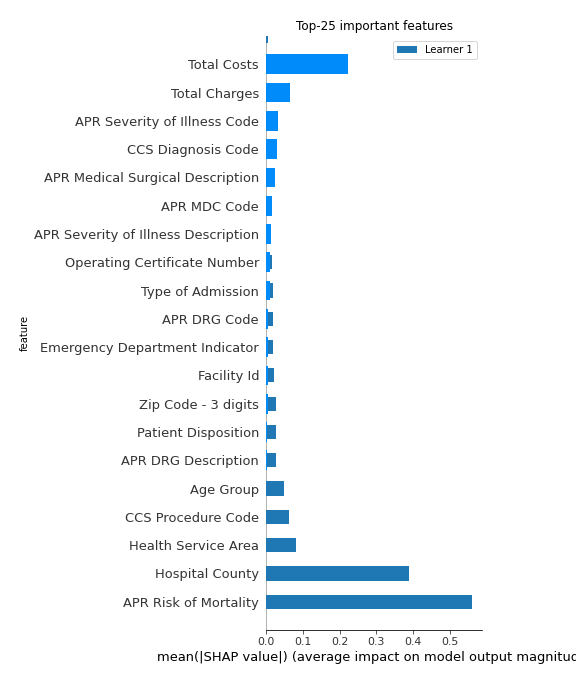 Top-25 important features
Learner 1
Total Costs
Total Charges
APR Severity of Illness Code
CCS Diagnosis Code
APR Medical Surgical Description
APR MDC Code
APR Severity of Illness Description
Operating Certificate Number
Type of Admission
APR DRG Code
Emergency Department Indicator
Facility Id
Zip Code - 3 digits
Patient Disposition
APR DRG Description
Age Group
CCS Procedure Code
Health Service Area
Hospital County
APR Risk of Mortality
feature
0.0 0.1 0.2 0.3 0.4 0.5
mean(|SHAP value|) (average impact on model output magnitud